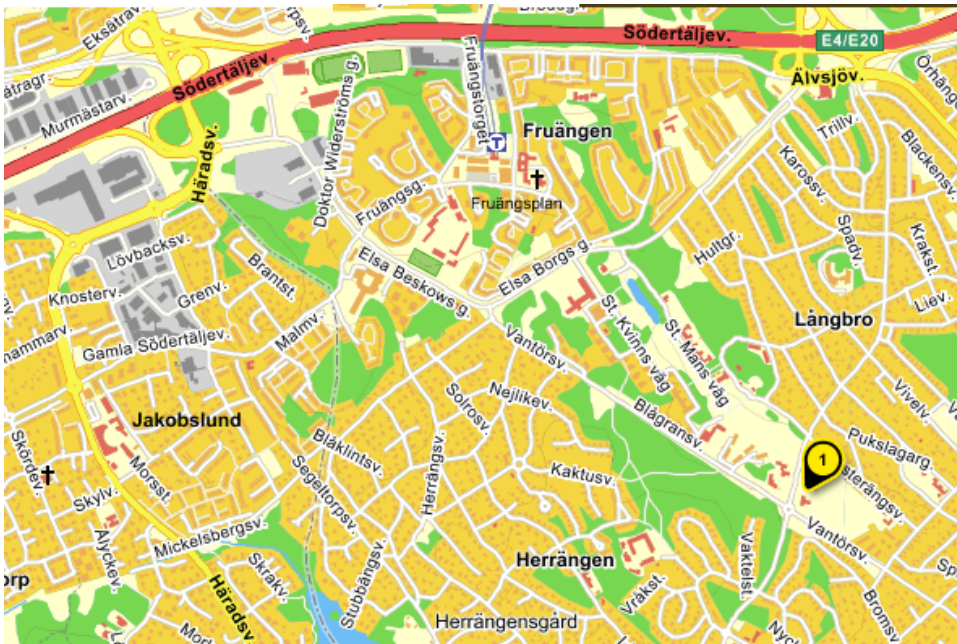 Eksätrav.
Södertäljev.
E4/E20
Älvsjöv.
Murmästarv.
Södertäljev.
Häradsv.
Doktor Widerströms g.
Fruängstorget
T
Fruängen
Trillv.
Blackensv.
Karossv.
Fruängsg.
Fruängsplan
Spadv.
Krakst.
Hultgr.
Lövbacksv.
Brantst.
Elsa Beskows g.
Elsa Borgs g.
Knosterv.
Grenv.
Liev.
Långbro
Malmv.
Gamla Södertäljev.
Vantörsv.
St. Kvinns väg
St. Mans väg
Nejlikev.
Solrosv.
Blågransv.
Vivelv.
Jakobslund
Skördev.
Morsst.
Blåklintsv.
Segeltorpsv.
Herrängsv.
Kaktusv.
Pukslagarg.
1
Skylv.
Ålyckev.
Mickelsbergsv.
Vantörsv.
Herrängen
Vaktelst.
Vråkst.
Skrakv.
Stubbängsv.
Häradsv
Herrängensgård
Bromsv.